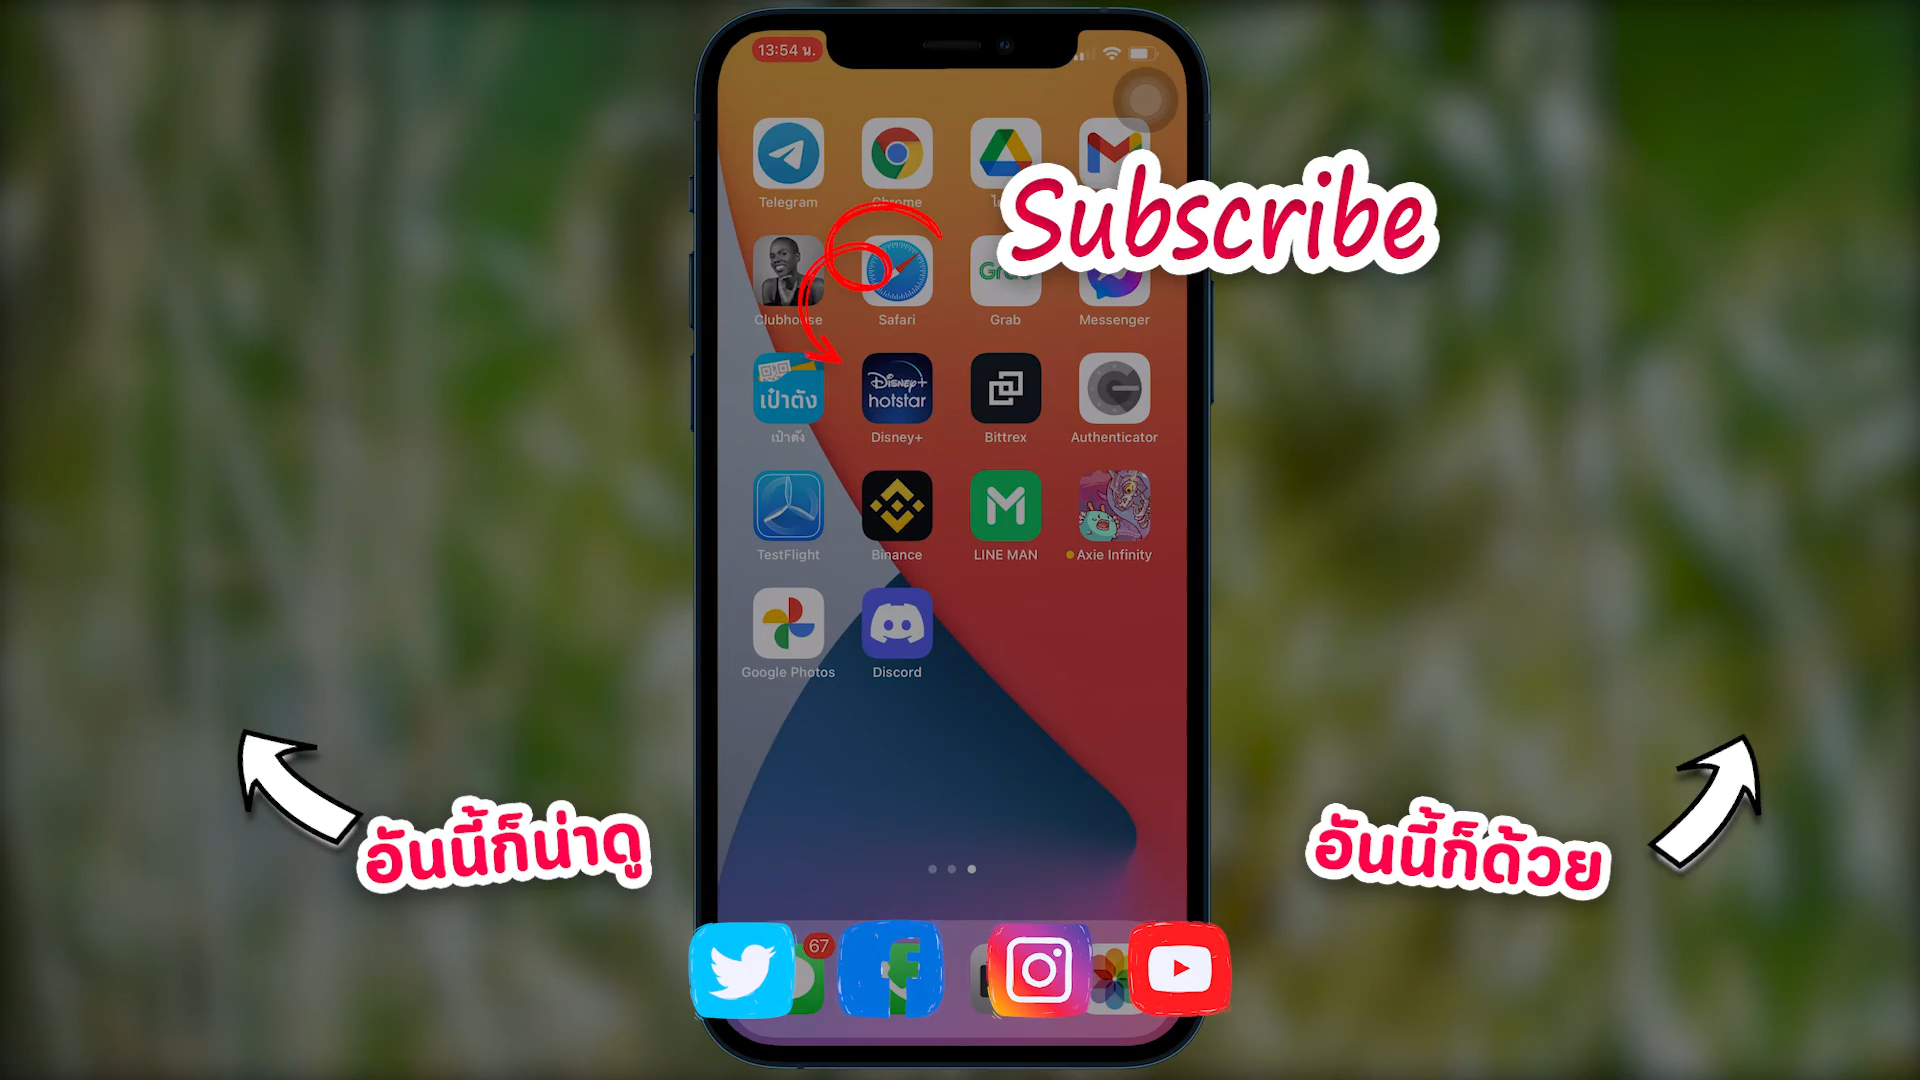 13:54 น.
Telegram
Chrome
Subscribe
Clubhouse
Safari
Grab
Messenger
เป๋าตัง
Disney+
hotstar
เป๋าตัง
Disney+
Bittrex
Authenticator
TestFlight
Binance
LINE MAN
Axie Infinity
Google Photos
Discord
อันนี้ก็น่าดู
อันนี้ก็ด้วย
67